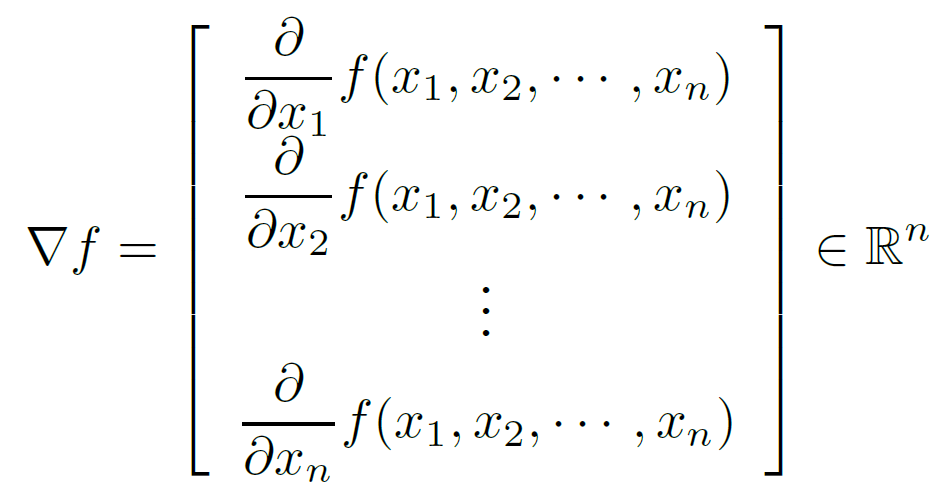 ∂/∂x₁ f(x₁, x₂, ⋯ , xₙ)
∂/∂x₂ f(x₁, x₂, ⋯ , xₙ)
∇f = [ ⋮ ] ∈ ℝⁿ
∂/∂xₙ f(x₁, x₂, ⋯ , xₙ)